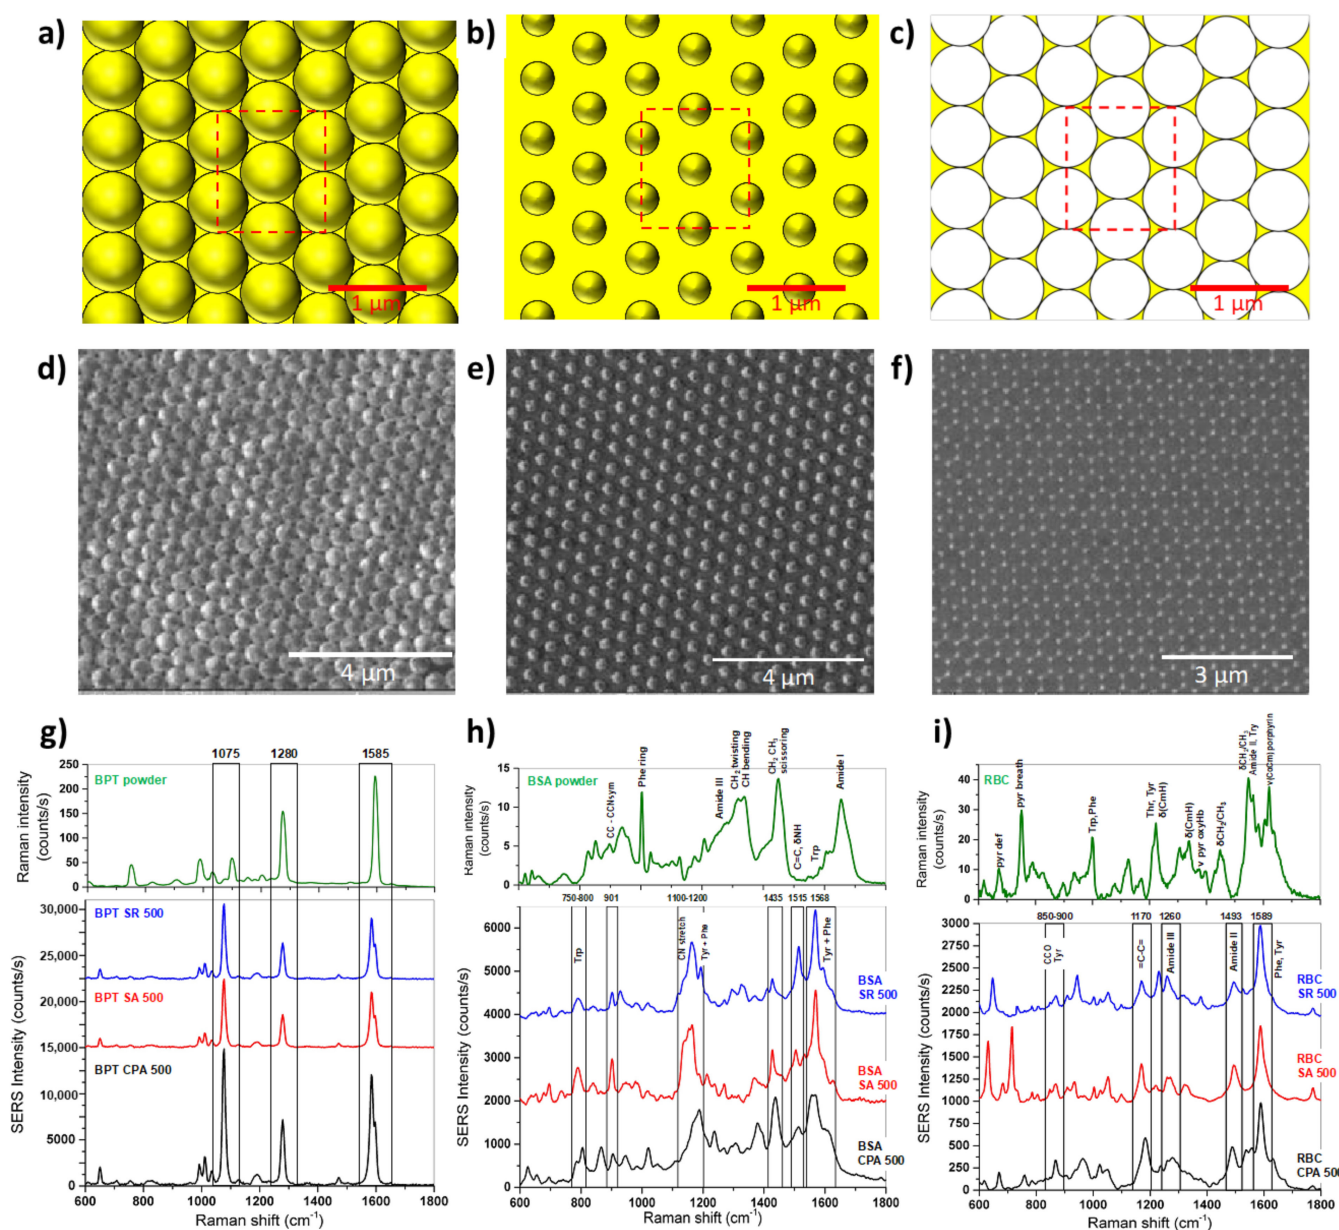 a)
b)
c)
1 µm
1 µm
1 µm
d)
e)
f)
4 µm
4 µm
3 µm
g)
1075
1280
1585
BPT powder
250
200
150
100
50
0
Raman intensity
(counts/s)
BPT SR 500
BPT SA 500
BPT CPA 500
30,000
25,000
20,000
15,000
10,000
5000
0
SERS Intensity (counts/s)
600 800 1000 1200 1400 1600 1800
Raman shift (cm⁻¹)
h)
BSA powder
CC - CCNsym
Phe ring
Amide III
CH₂ twisting
CH bending
CH₂ CH₃
scissoring
C=C, δNH
Trp
Amide I
15
10
5
0
Raman intensity
(counts/s)
750-800
901
1100-1200
1435
1515
1568
Trp
CN stretch
Tyr + Phe
Tyr + Phe
BSA
SR 500
BSA
SA 500
BSA
CPA 500
6000
5000
4000
3000
2000
1000
0
SERS Intensity (counts/s)
600 800 1000 1200 1400 1600 1800
Raman shift (cm⁻¹)
i)
RBC
pyr def
pyr breath
Trp,Phe
Thr, Tyr
δ(CmH)
δ(CmH)
v pyr oxyHb
δCH₂/CH₃
δCH₂/CH₃
Amide II, Try
40
30
20
10
0
Raman intensity
(counts/s)
850-900
1170
1260
1493
1589
CCO
Tyr
=C-C=
Amide III
Amide II
Phe, Tyr
RBC
SR 500
RBC
SA 500
RBC
CPA 500
3000
2750
2500
2250
2000
1750
1500
1250
1000
750
500
250
0
SERS Intensity (counts/s)
600 800 1000 1200 1400 1600 1800
Raman shift (cm⁻¹)